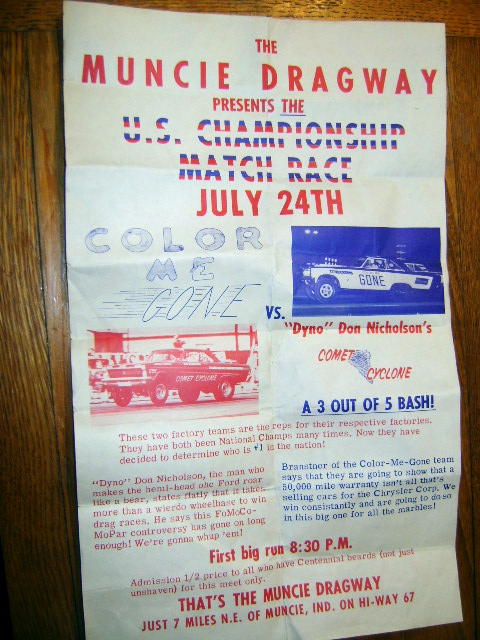 THE
MUNCIE DRAGWAY
PRESENTS THE
U.S. CHAMPIONSHIP
MATCH RACE
JULY 24TH
COLOR
ME
GONE
GONE
VS.
"Dyno" Don Nicholson's
COMET
CYCLONE
COMET CYCLONE
A 3 OUT OF 5 BASH!
These two factory teams are the reps for their respective factories.
They have both been National Champs many times. Now they have
decided to determine who is #1 in the nation!
"Dyno" Don Nicholson, the man who
makes the hemi-head ohc Ford roar
like a bear, states flatly that it takes
more than a wierdo wheelbase to win
drag races. He says this FoMoCo-
MoPar controversy has gone on long
enough! We're gonna whup 'em!
Branstner of the Color-Me-Gone team
says that they are going to show that a
50,000 mile warranty isn't all that's
selling cars for the Chrysler Corp. We
win consistantly and are going to do so
in this big one for all the marbles!
First big run 8:30 P.M.
Admission 1/2 price to all who have Centennial beards (not just
unshaven) for this meet only.
THAT'S THE MUNCIE DRAGWAY
JUST 7 MILES N.E. OF MUNCIE, IND. ON HI-WAY 67